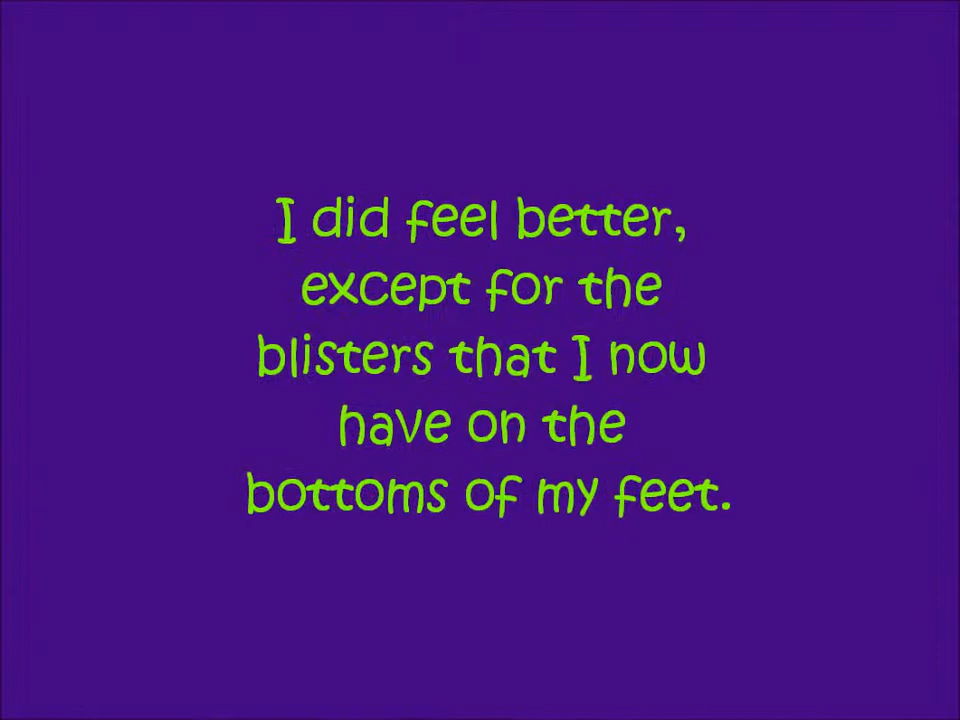 I did feel better,
except for the
blisters that I now
have on the
bottoms of my feet.